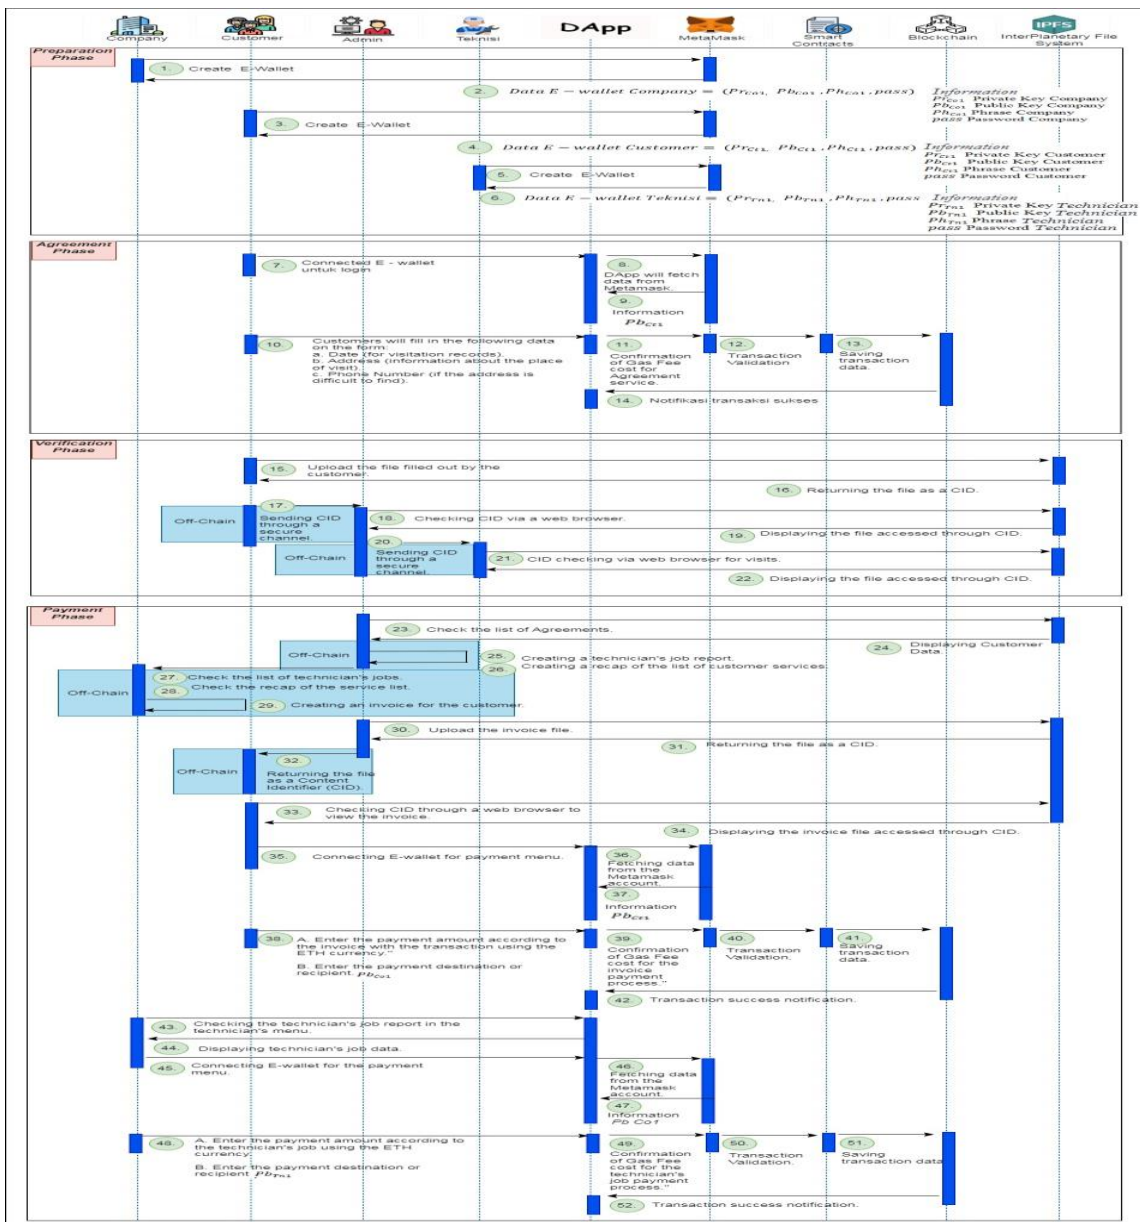 Company
Customer
Admin
Teknisi
DApp
MetaMask
Smart
Contracts
Blockchain
IPFS
InterPlanetary File
System
Preparation
Phase
1. Create E-Wallet
2. Data E − wallet Company = (Pr_Co1, Pb_Co1, Ph_Co1, pass)
Information
Pr_Co1 Private Key Company
Pb_Co1 Public Key Company
Ph_Co1 Phrase Company
pass Password Company
3. Create E-Wallet
4. Data E − wallet Customer = (Pr_Ct1, Pb_Ct1, Ph_Ct1, pass)
Information
Pr_Ct1 Private Key Customer
Pb_Ct1 Public Key Customer
Ph_Ct1 Phrase Customer
pass Password Customer
5. Create E-Wallet
6. Data E − wallet Teknisi = (Pr_Tn1, Pb_Tn1, Ph_Tn1, pass)
Information
Pr_Tn1 Private Key Technician
Pb_Tn1 Public Key Technician
Ph_Tn1 Phrase Technician
pass Password Technician
Agreement
Phase
7. Connected E - wallet
untuk login
8.
DApp will fetch
data from
Metamask.
9.
Information
Pb_Ct1
10. Customers will fill in the following data
on the form:
a. Date (for visitation records).
b. Address (information about the place
of visit).
c. Phone Number (if the address is
difficult to find).
11.
Confirmation
of Gas Fee
cost for
Agreement
service.
12.
Transaction
Validation
13.
Saving
transaction
data.
14. Notifikasi transaksi sukses
Verification
Phase
15. Upload the file filled out by the
customer.
16. Returning the file as a CID.
Off-Chain
17.
Sending CID
through a
secure
channel.
18. Checking CID via a web browser.
19. Displaying the file accessed through CID.
Off-Chain
20.
Sending CID
through a
secure
channel.
21. CID checking via web browser for visits.
22. Displaying the file accessed through CID.
Payment
Phase
23. Check the list of Agreements.
24. Displaying Customer
Data.
Off-Chain
25. Creating a technician's job report.
26. Creating a recap of the list of customer services.
Off-Chain
27. Check the list of technician's jobs.
28. Check the recap of the service list.
29. Creating an invoice for the customer.
30. Upload the invoice file.
31. Returning the file as a CID.
Off-Chain
32.
Returning the file
as a Content
Identifier (CID).
33. Checking CID through a web browser to
view the invoice.
34. Displaying the invoice file accessed through CID.
35. Connecting E-wallet for payment menu.
36.
Fetching data
from the
Metamask
account.
37.
Information
Pb_Ct1
38. A. Enter the payment amount according to
the invoice with the transaction using the
ETH currency."
B. Enter the payment destination or
recipient. Pb_Co1
39.
Confirmation
of Gas Fee
cost for the
invoice
payment
process."
40.
Transaction
Validation.
41.
Saving
transaction
data.
42. Transaction success notification.
43. Checking the technician's job report in the
technician's menu.
44. Displaying technician's job data.
45. Connecting E-wallet for the payment
menu.
46.
Fetching data
from the
Metamask
account.
47.
Information
Pb Co1
48. A. Enter the payment amount according to
the technician's job using the ETH
currency.
B. Enter the payment destination or
recipient. Pb_Tn1
49.
Confirmation
of Gas Fee
cost for the
technician's
job payment
process."
50.
Transaction
Validation.
51.
Saving
transaction data
52. Transaction success notification.